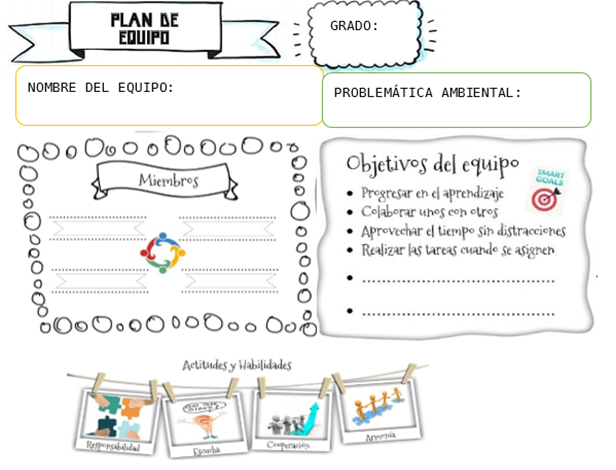 PLAN DE
EQUIPO
GRADO:
NOMBRE DEL EQUIPO:
PROBLEMÁTICA AMBIENTAL:
Miembros
Objetivos del equipo
SMART
GOALS
• Progresar en el aprendizaje
• Colaborar unos con otros
• Aprovechar el tiempo sin distracciones
• Realizar las tareas cuando se asignen
Actitudes y Habilidades
Responsabilidad
Escucha
Cooperación
Armonía